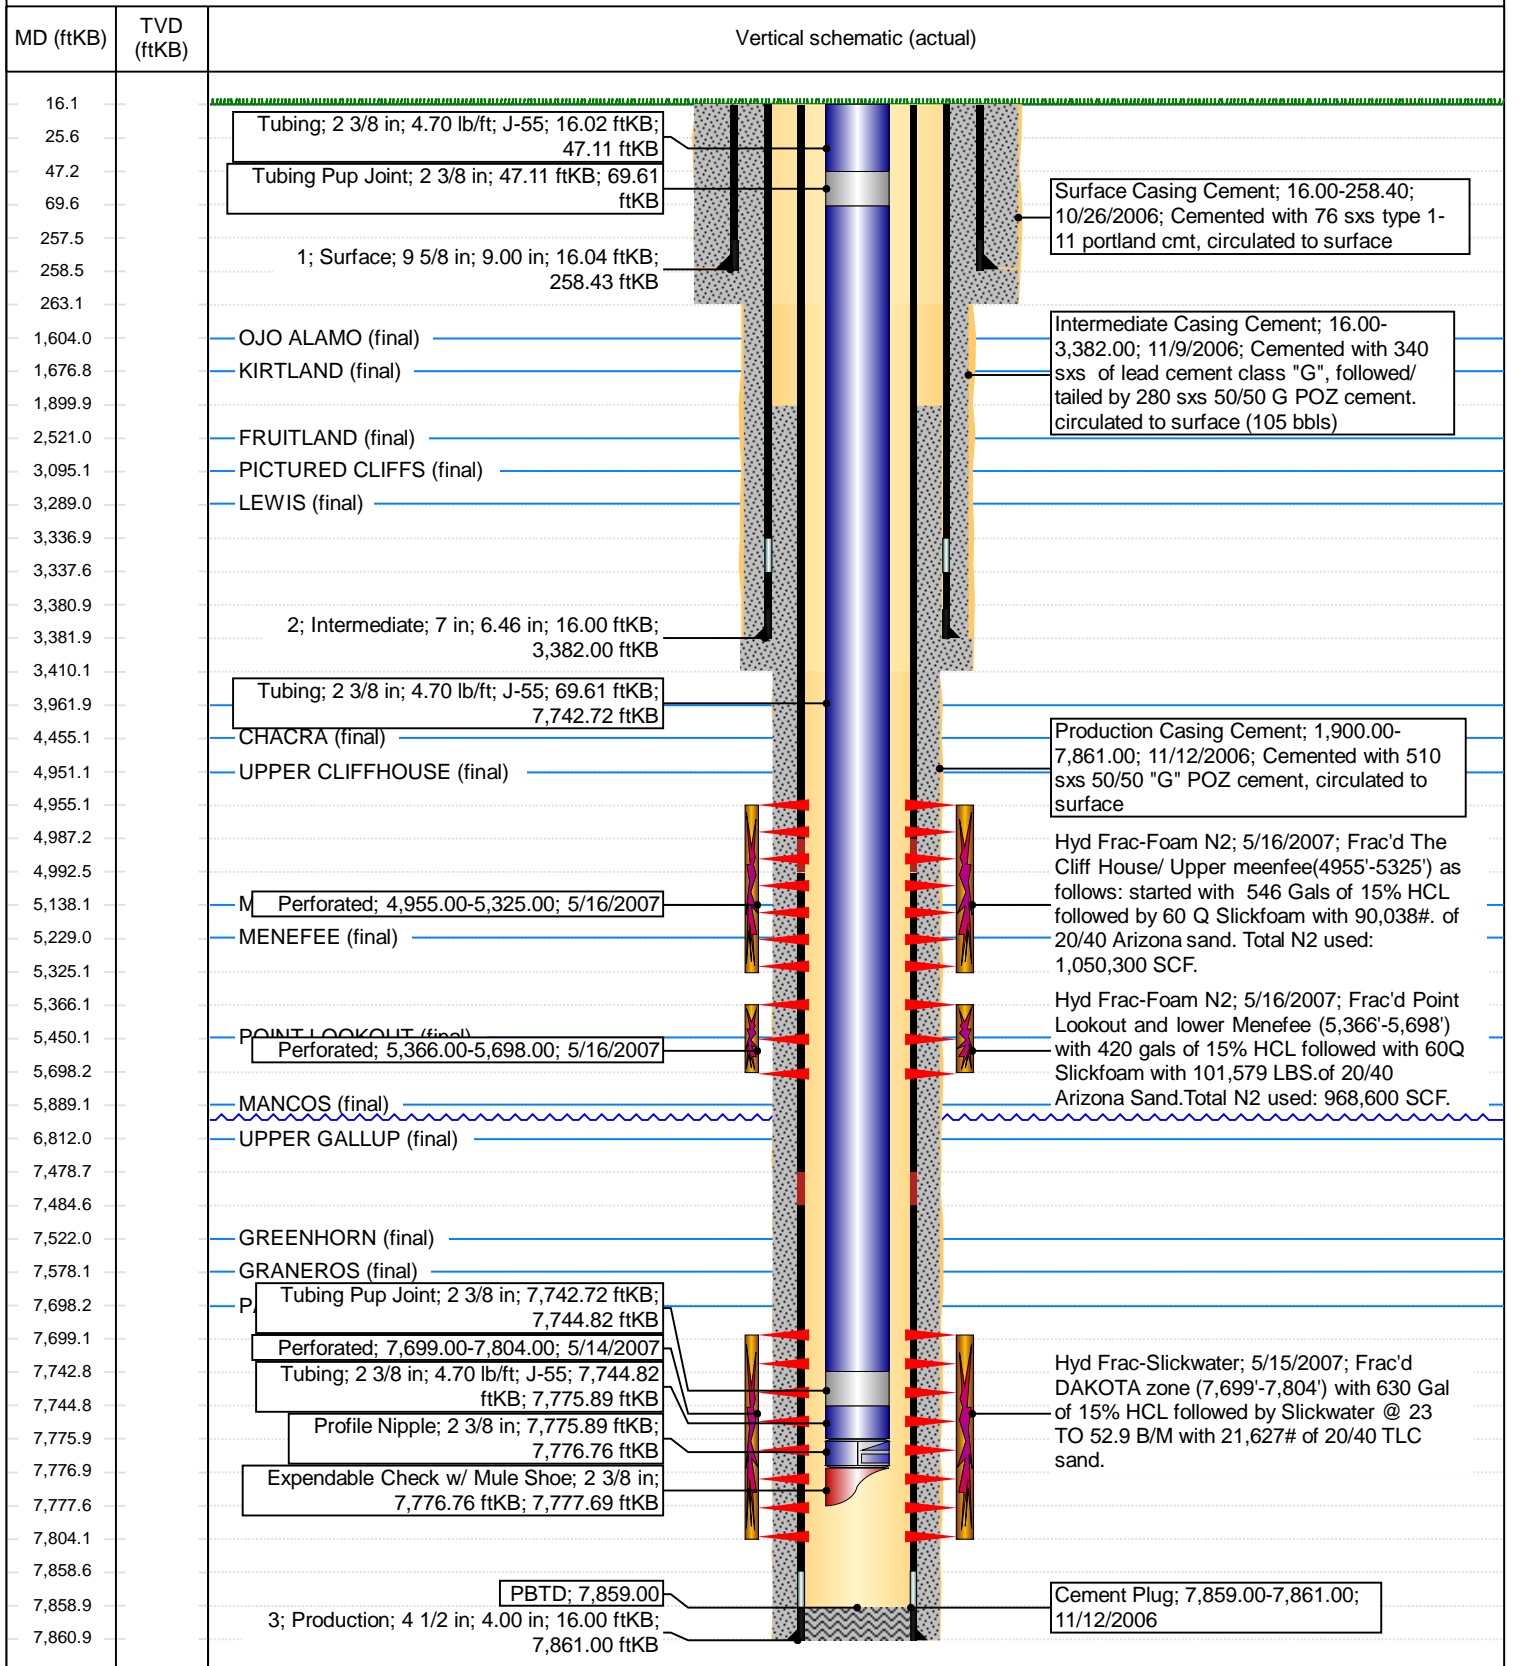 MD (ftKB)
TVD
(ftKB)
Vertical schematic (actual)
16.1
25.6
47.2
69.6
257.5
258.5
263.1
1,604.0
1,676.8
1,899.9
2,521.0
3,095.1
3,289.0
3,336.9
3,337.6
3,380.9
3,381.9
3,410.1
3,961.9
4,455.1
4,951.1
4,955.1
4,987.2
4,992.5
5,138.1
5,229.0
5,325.1
5,366.1
5,450.1
5,698.2
5,889.1
6,812.0
7,478.7
7,484.6
7,522.0
7,578.1
7,698.2
7,699.1
7,742.8
7,744.8
7,775.9
7,776.9
7,777.6
7,804.1
7,858.6
7,858.9
7,860.9
Tubing; 2 3/8 in; 4.70 lb/ft; J-55; 16.02 ftKB;
47.11 ftKB
Tubing Pup Joint; 2 3/8 in; 47.11 ftKB; 69.61
ftKB
1; Surface; 9 5/8 in; 9.00 in; 16.04 ftKB;
258.43 ftKB
OJO ALAMO (final)
KIRTLAND (final)
FRUITLAND (final)
PICTURED CLIFFS (final)
LEWIS (final)
2; Intermediate; 7 in; 6.46 in; 16.00 ftKB;
3,382.00 ftKB
Tubing; 2 3/8 in; 4.70 lb/ft; J-55; 69.61 ftKB;
7,742.72 ftKB
CHACRA (final)
UPPER CLIFFHOUSE (final)
M
Perforated; 4,955.00-5,325.00; 5/16/2007
MENEFEE (final)
POINT LOOKOUT (final)
Perforated; 5,366.00-5,698.00; 5/16/2007
MANCOS (final)
UPPER GALLUP (final)
GREENHORN (final)
GRANEROS (final)
Tubing Pup Joint; 2 3/8 in; 7,742.72 ftKB;
7,744.82 ftKB
Perforated; 7,699.00-7,804.00; 5/14/2007
Tubing; 2 3/8 in; 4.70 lb/ft; J-55; 7,744.82
ftKB; 7,775.89 ftKB
Profile Nipple; 2 3/8 in; 7,775.89 ftKB;
7,776.76 ftKB
Expendable Check w/ Mule Shoe; 2 3/8 in;
7,776.76 ftKB; 7,777.69 ftKB
PBTD; 7,859.00
3; Production; 4 1/2 in; 4.00 in; 16.00 ftKB;
7,861.00 ftKB
Surface Casing Cement; 16.00-258.40;
10/26/2006; Cemented with 76 sxs type 1-
11 portland cmt, circulated to surface
Intermediate Casing Cement; 16.00-
3,382.00; 11/9/2006; Cemented with 340
sxs of lead cement class "G", followed/
tailed by 280 sxs 50/50 G POZ cement.
circulated to surface (105 bbls)
Production Casing Cement; 1,900.00-
7,861.00; 11/12/2006; Cemented with 510
sxs 50/50 "G" POZ cement, circulated to
surface
Hyd Frac-Foam N2; 5/16/2007; Frac'd The
Cliff House/ Upper meenfee(4955'-5325') as
follows: started with 546 Gals of 15% HCL
followed by 60 Q Slickfoam with 90,038#. of
20/40 Arizona sand. Total N2 used:
1,050,300 SCF.
Hyd Frac-Foam N2; 5/16/2007; Frac'd Point
Lookout and lower Menefee (5,366'-5,698')
with 420 gals of 15% HCL followed with 60Q
Slickfoam with 101,579 LBS.of 20/40
Arizona Sand.Total N2 used: 968,600 SCF.
Hyd Frac-Slickwater; 5/15/2007; Frac'd
DAKOTA zone (7,699'-7,804') with 630 Gal
of 15% HCL followed by Slickwater @ 23
TO 52.9 B/M with 21,627# of 20/40 TLC
sand.
Cement Plug; 7,859.00-7,861.00;
11/12/2006